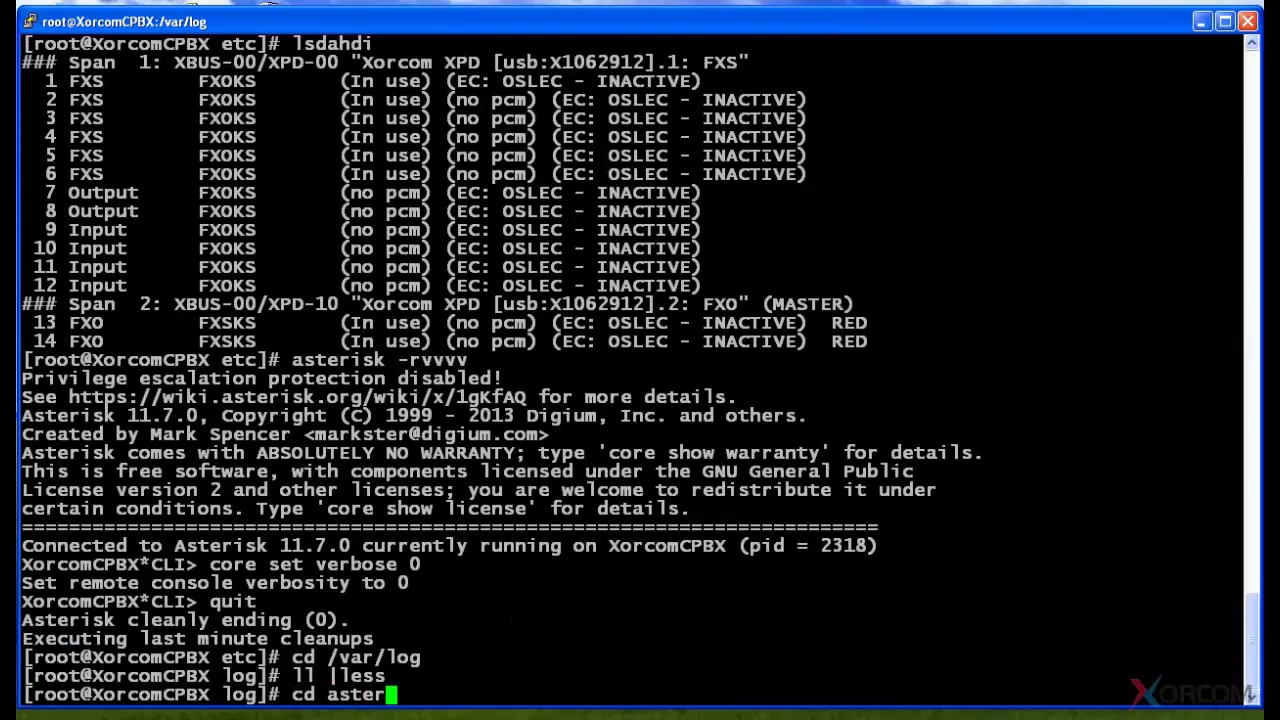 root@XorcomCPBX:/var/log
[root@XorcomCPBX etc]# lsdahdi
### Span  1: XBUS-00/XPD-00 "Xorcom XPD [usb:X1062912].1: FXS"
  1 FXS        FXOKS       (In use) (EC: OSLEC - INACTIVE)
  2 FXS        FXOKS       (In use) (no pcm) (EC: OSLEC - INACTIVE)
  3 FXS        FXOKS       (In use) (no pcm) (EC: OSLEC - INACTIVE)
  4 FXS        FXOKS       (In use) (no pcm) (EC: OSLEC - INACTIVE)
  5 FXS        FXOKS       (In use) (no pcm) (EC: OSLEC - INACTIVE)
  6 FXS        FXOKS       (In use) (no pcm) (EC: OSLEC - INACTIVE)
  7 Output     FXOKS       (no pcm) (EC: OSLEC - INACTIVE)
  8 Output     FXOKS       (no pcm) (EC: OSLEC - INACTIVE)
  9 Input      FXOKS       (no pcm) (EC: OSLEC - INACTIVE)
 10 Input      FXOKS       (no pcm) (EC: OSLEC - INACTIVE)
 11 Input      FXOKS       (no pcm) (EC: OSLEC - INACTIVE)
 12 Input      FXOKS       (no pcm) (EC: OSLEC - INACTIVE)
### Span  2: XBUS-00/XPD-10 "Xorcom XPD [usb:X1062912].2: FXO" (MASTER)
 13 FXO        FXSKS       (In use) (no pcm) (EC: OSLEC - INACTIVE)  RED
 14 FXO        FXSKS       (In use) (no pcm) (EC: OSLEC - INACTIVE)  RED
[root@XorcomCPBX etc]# asterisk -rvvvv
Privilege escalation protection disabled!
See https://wiki.asterisk.org/wiki/x/1gKfAQ for more details.
Asterisk 11.7.0, Copyright (C) 1999 - 2013 Digium, Inc. and others.
Created by Mark Spencer <markster@digium.com>
Asterisk comes with ABSOLUTELY NO WARRANTY; type 'core show warranty' for details.
This is free software, with components licensed under the GNU General Public
License version 2 and other licenses; you are welcome to redistribute it under
certain conditions. Type 'core show license' for details.
=========================================================================
Connected to Asterisk 11.7.0 currently running on XorcomCPBX (pid = 2318)
XorcomCPBX*CLI> core set verbose 0
Set remote console verbosity to 0
XorcomCPBX*CLI> quit
Asterisk cleanly ending (0).
Executing last minute cleanups
[root@XorcomCPBX etc]# cd /var/log
[root@XorcomCPBX log]# ll |less
[root@XorcomCPBX log]# cd aster
XORCOM